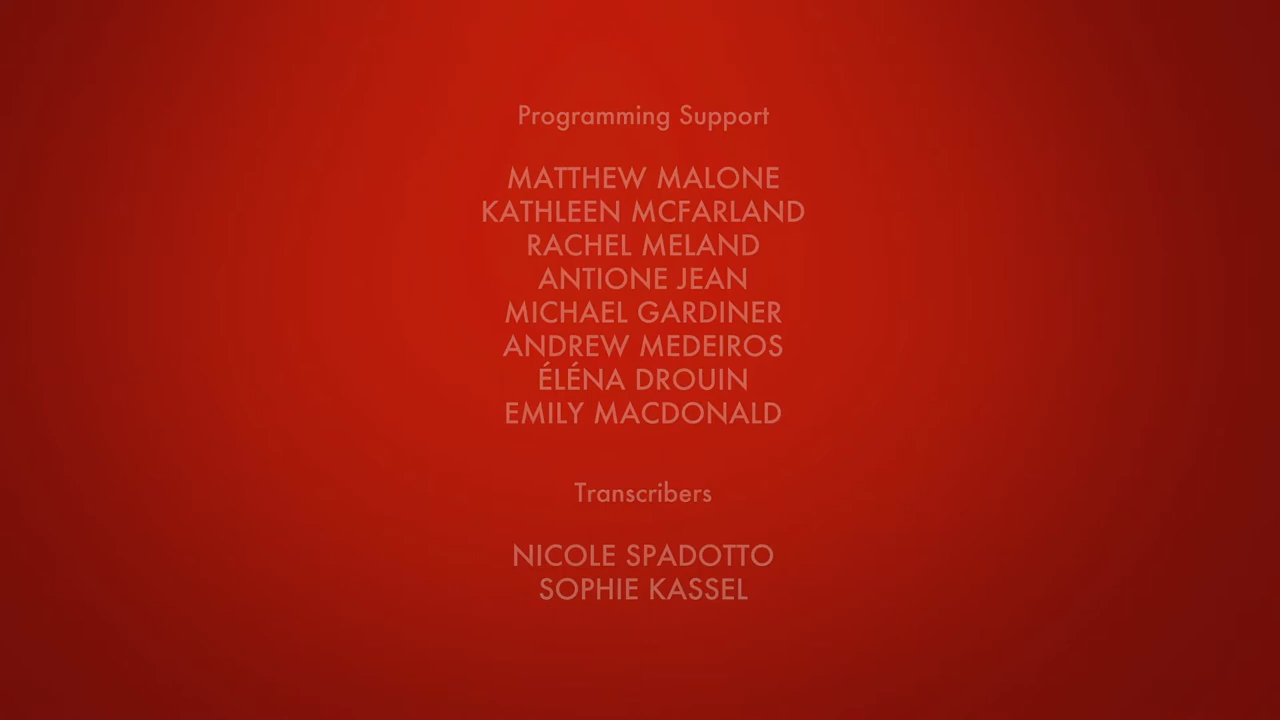 Programming Support
MATTHEW MALONE
KATHLEEN MCFARLAND
RACHEL MELAND
ANTIONE JEAN
MICHAEL GARDINER
ANDREW MEDEIROS
ÉLÉNA DROUIN
EMILY MACDONALD
Transcribers
NICOLE SPADOTTO
SOPHIE KASSEL